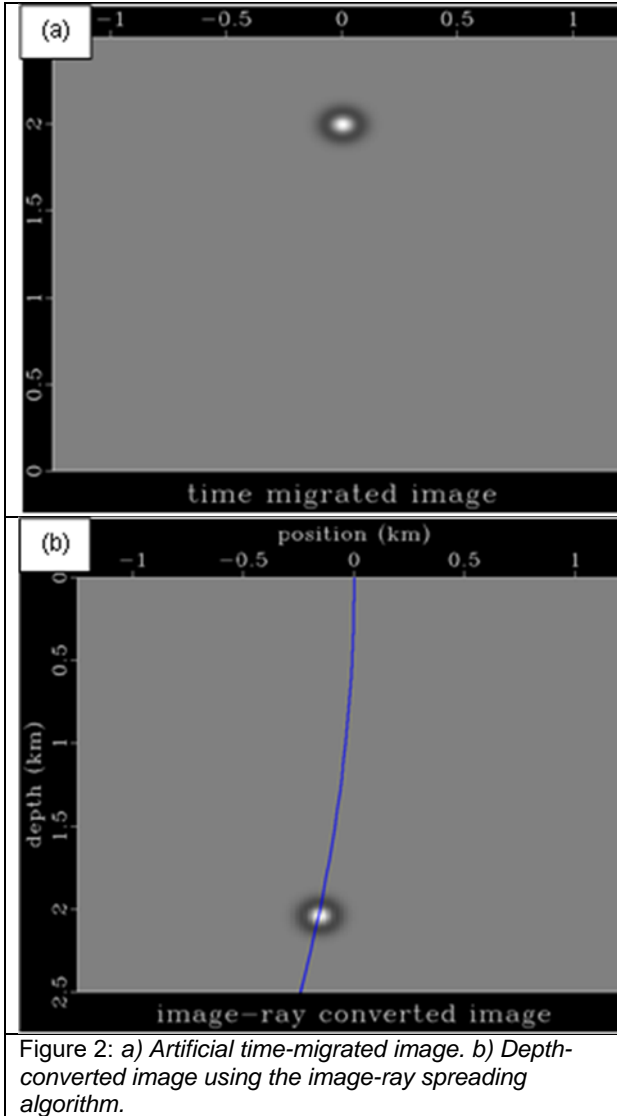 (a)
−1 −0.5 0 0.5 1
2
1.5
1
0.5
0
time migrated image
(b)
position (km)
−1 −0.5 0 0.5 1
0
0.5
1
1.5
2
2.5
depth (km)
image−ray converted image
Figure 2: a) Artificial time-migrated image. b) Depth-
converted image using the image-ray spreading
algorithm.